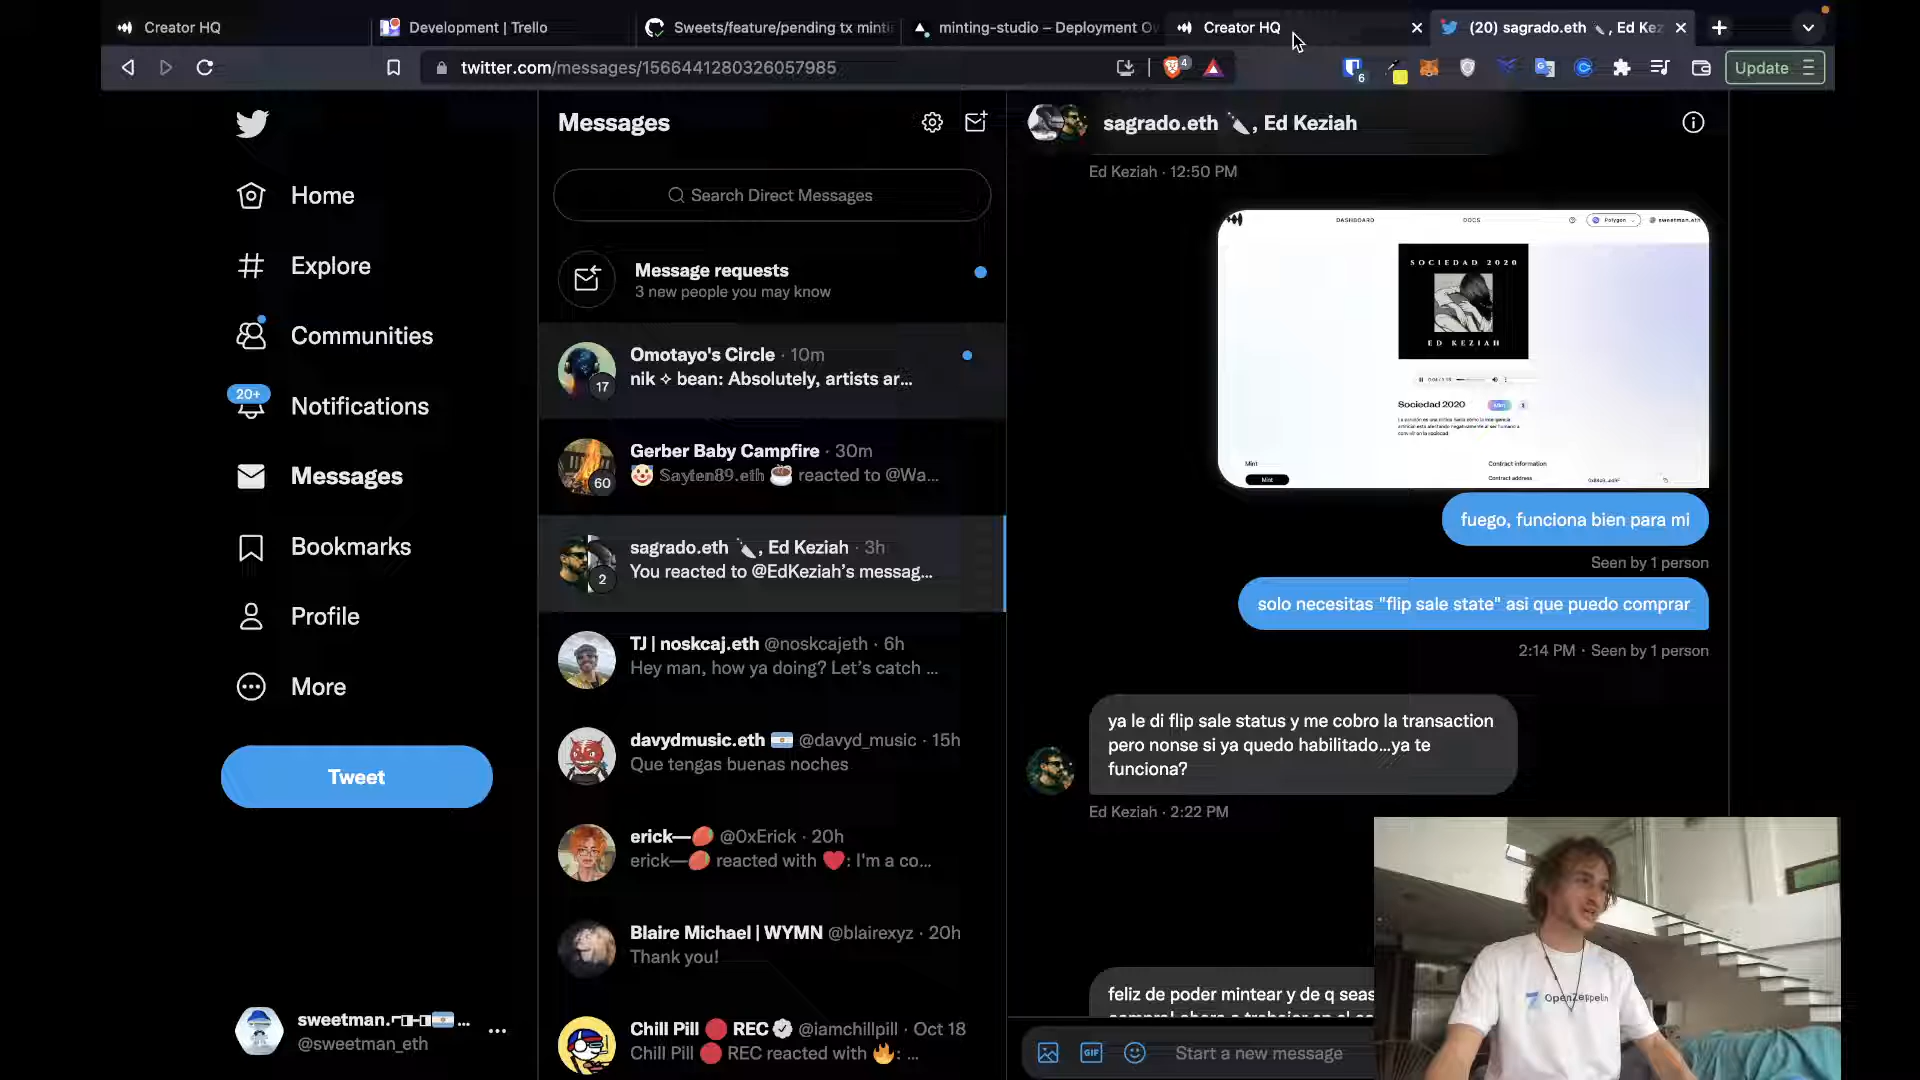 Creator HQ
Development | Trello
Sweets/feature/pending tx minti
minting-studio – Deployment Ov
Creator HQ
(20) sagrado.eth 🔪, Ed Kez
twitter.com/messages/1566441280326057985
4
6
Update
Home
Explore
Communities
20+
Notifications
Messages
Bookmarks
Profile
More
Tweet
sweetman.
...
@sweetman_eth
Messages
Search Direct Messages
Message requests
3 new people you may know
Omotayo's Circle · 10m
nik ✧ bean: Absolutely, artists ar...
17
Gerber Baby Campfire · 30m
🤡 Sayten89.eth ☕ reacted to @Wa...
60
sagrado.eth 🔪, Ed Keziah · 3h
You reacted to @EdKeziah's messag...
2
TJ | noskcaj.eth @noskcajeth · 6h
Hey man, how ya doing? Let's catch ...
davydmusic.eth 🇦🇷 @davyd_music · 15h
Que tengas buenas noches
erick—🥭 @0xErick · 20h
erick—🥭 reacted with ❤️: I'm a co...
Blaire Michael | WYMN @blairexyz · 20h
Thank you!
Chill Pill 🔴 REC @iamchillpill · Oct 18
Chill Pill 🔴 REC reacted with 🔥: ...
sagrado.eth 🔪, Ed Keziah
Ed Keziah · 12:50 PM
DASHBOARD
DOCS
Polygon
sweetman.eth
SOCIEDAD 2020
ED KEZIAH
Sociedad 2020
Mint
1
Mint
Mint
Contract information
Contract address
fuego, funciona bien para mi
Seen by 1 person
solo necesitas "flip sale state" asi que puedo comprar
2:14 PM · Seen by 1 person
ya le di flip sale status y me cobro la transaction
pero nonse si ya quedo habilitado...ya te
funciona?
Ed Keziah · 2:22 PM
feliz de poder mintear y de q seas
GIF
Start a new message
OpenZeppelin